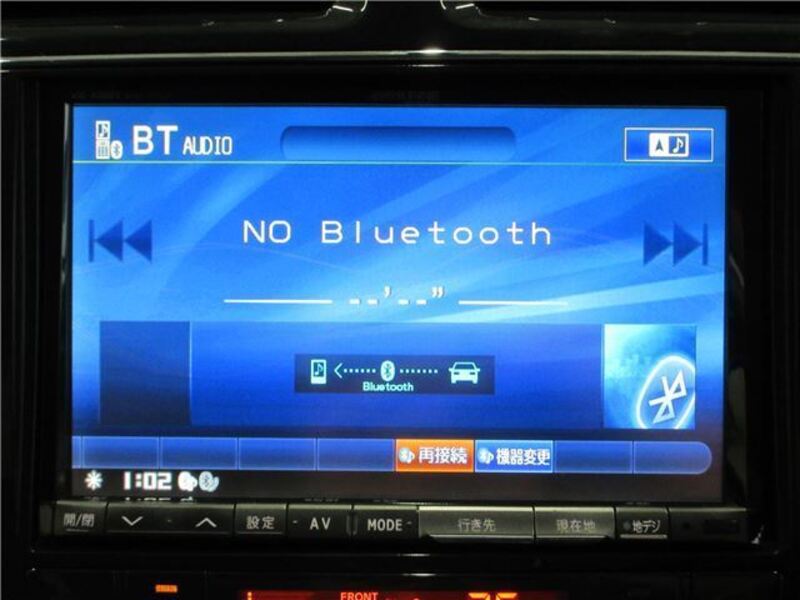 BT AUDIO
NO Bluetooth
--’--”
Bluetooth
再接続 機器変更
1:02
開/閉 設定 AV MODE 行き先 現在地 地デジ
FRONT